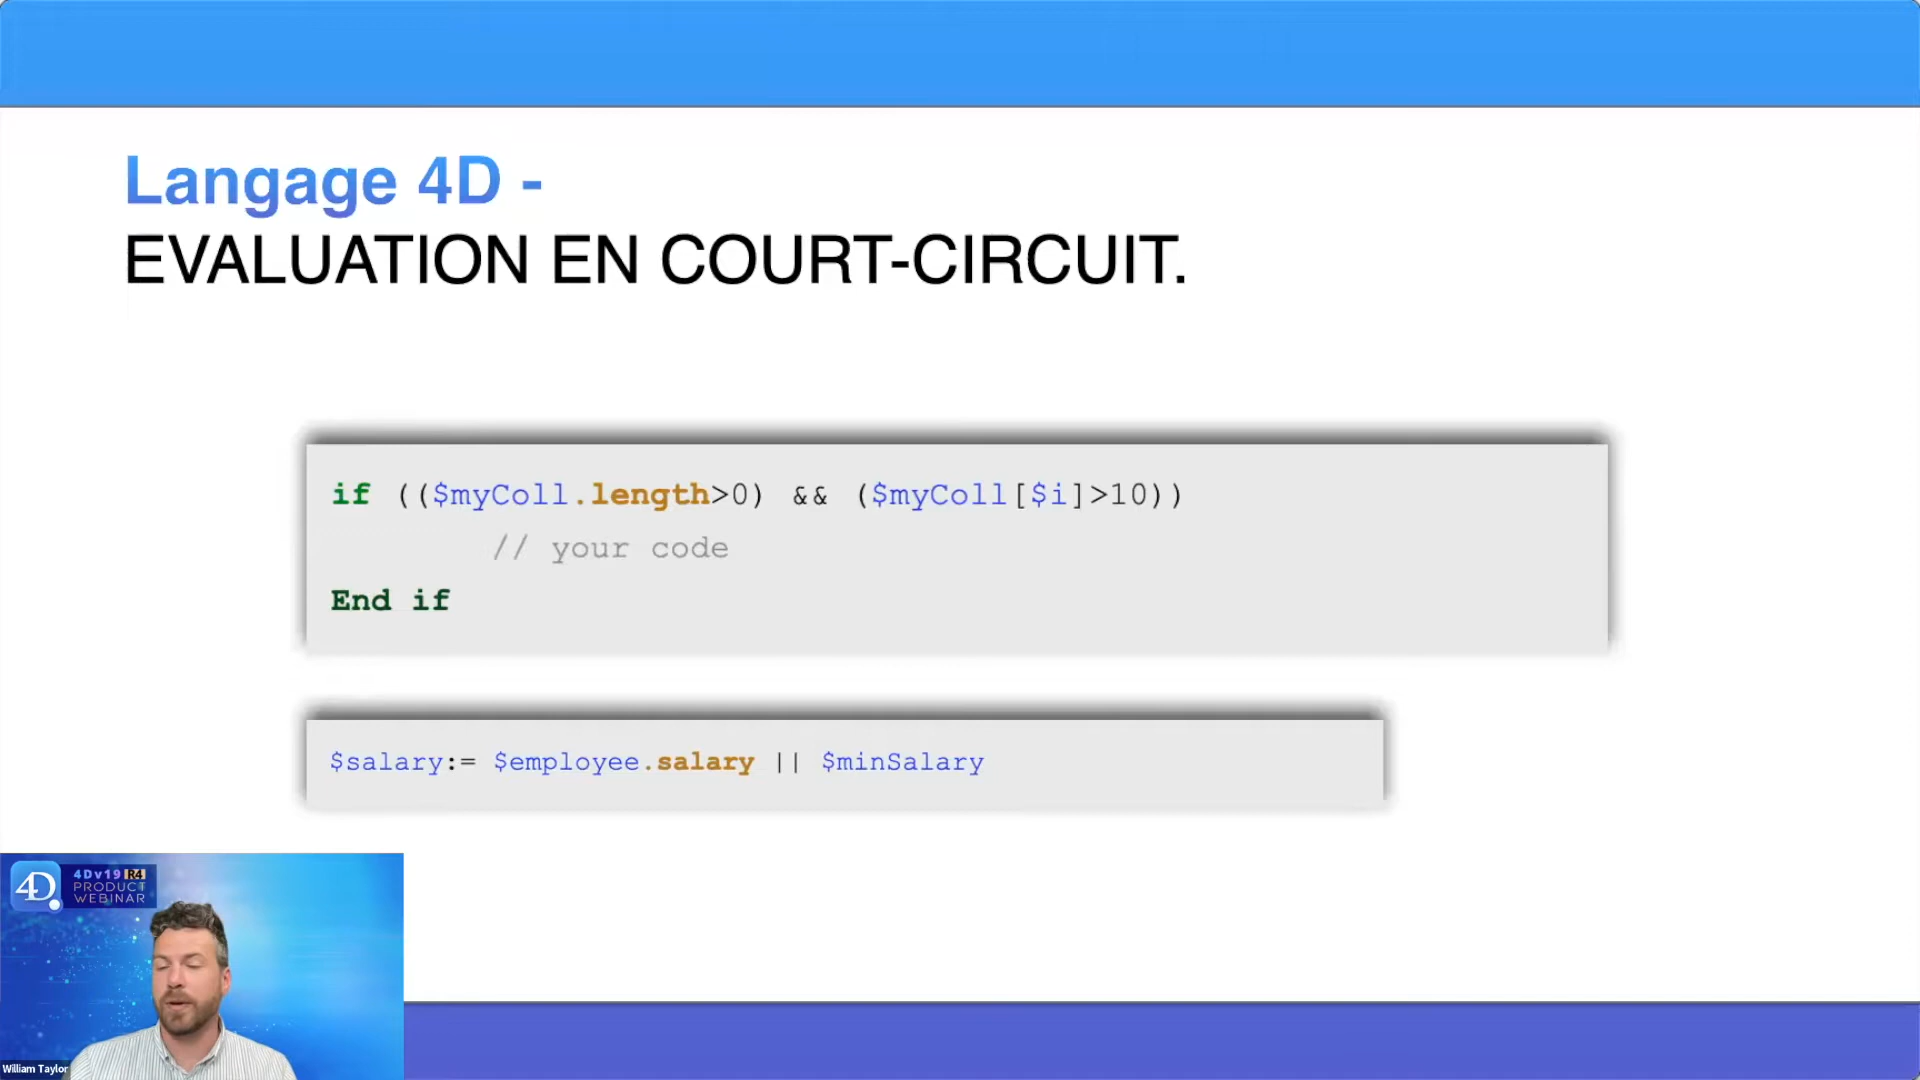 Langage 4D -
EVALUATION EN COURT-CIRCUIT.
if (($myColl.length>0) && ($myColl[$i]>10))
// your code
End if
$salary:= $employee.salary || $minSalary
4D
4Dv19 R4
PRODUCT
WEBINAR
William Taylor